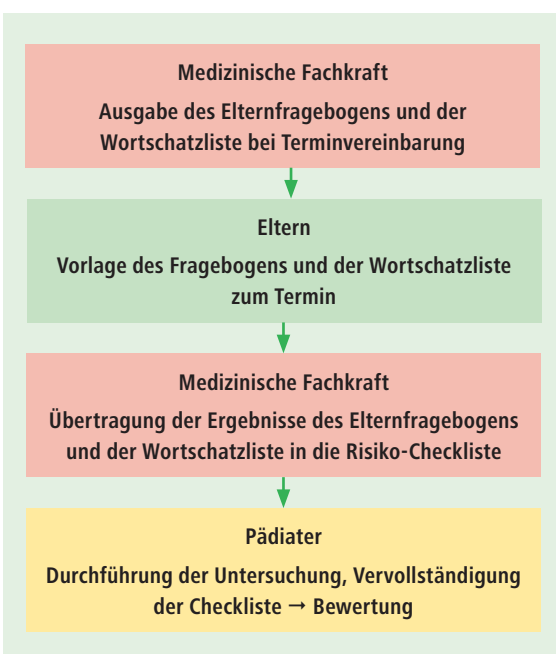 Medizinische Fachkraft
Ausgabe des Elternfragebogens und der
Wortschatzliste bei Terminvereinbarung
Eltern
Vorlage des Fragebogens und der Wortschatzliste
zum Termin
Medizinische Fachkraft
Übertragung der Ergebnisse des Elternfragebogens
und der Wortschatzliste in die Risiko-Checkliste
Pädiater
Durchführung der Untersuchung, Vervollständigung
der Checkliste → Bewertung